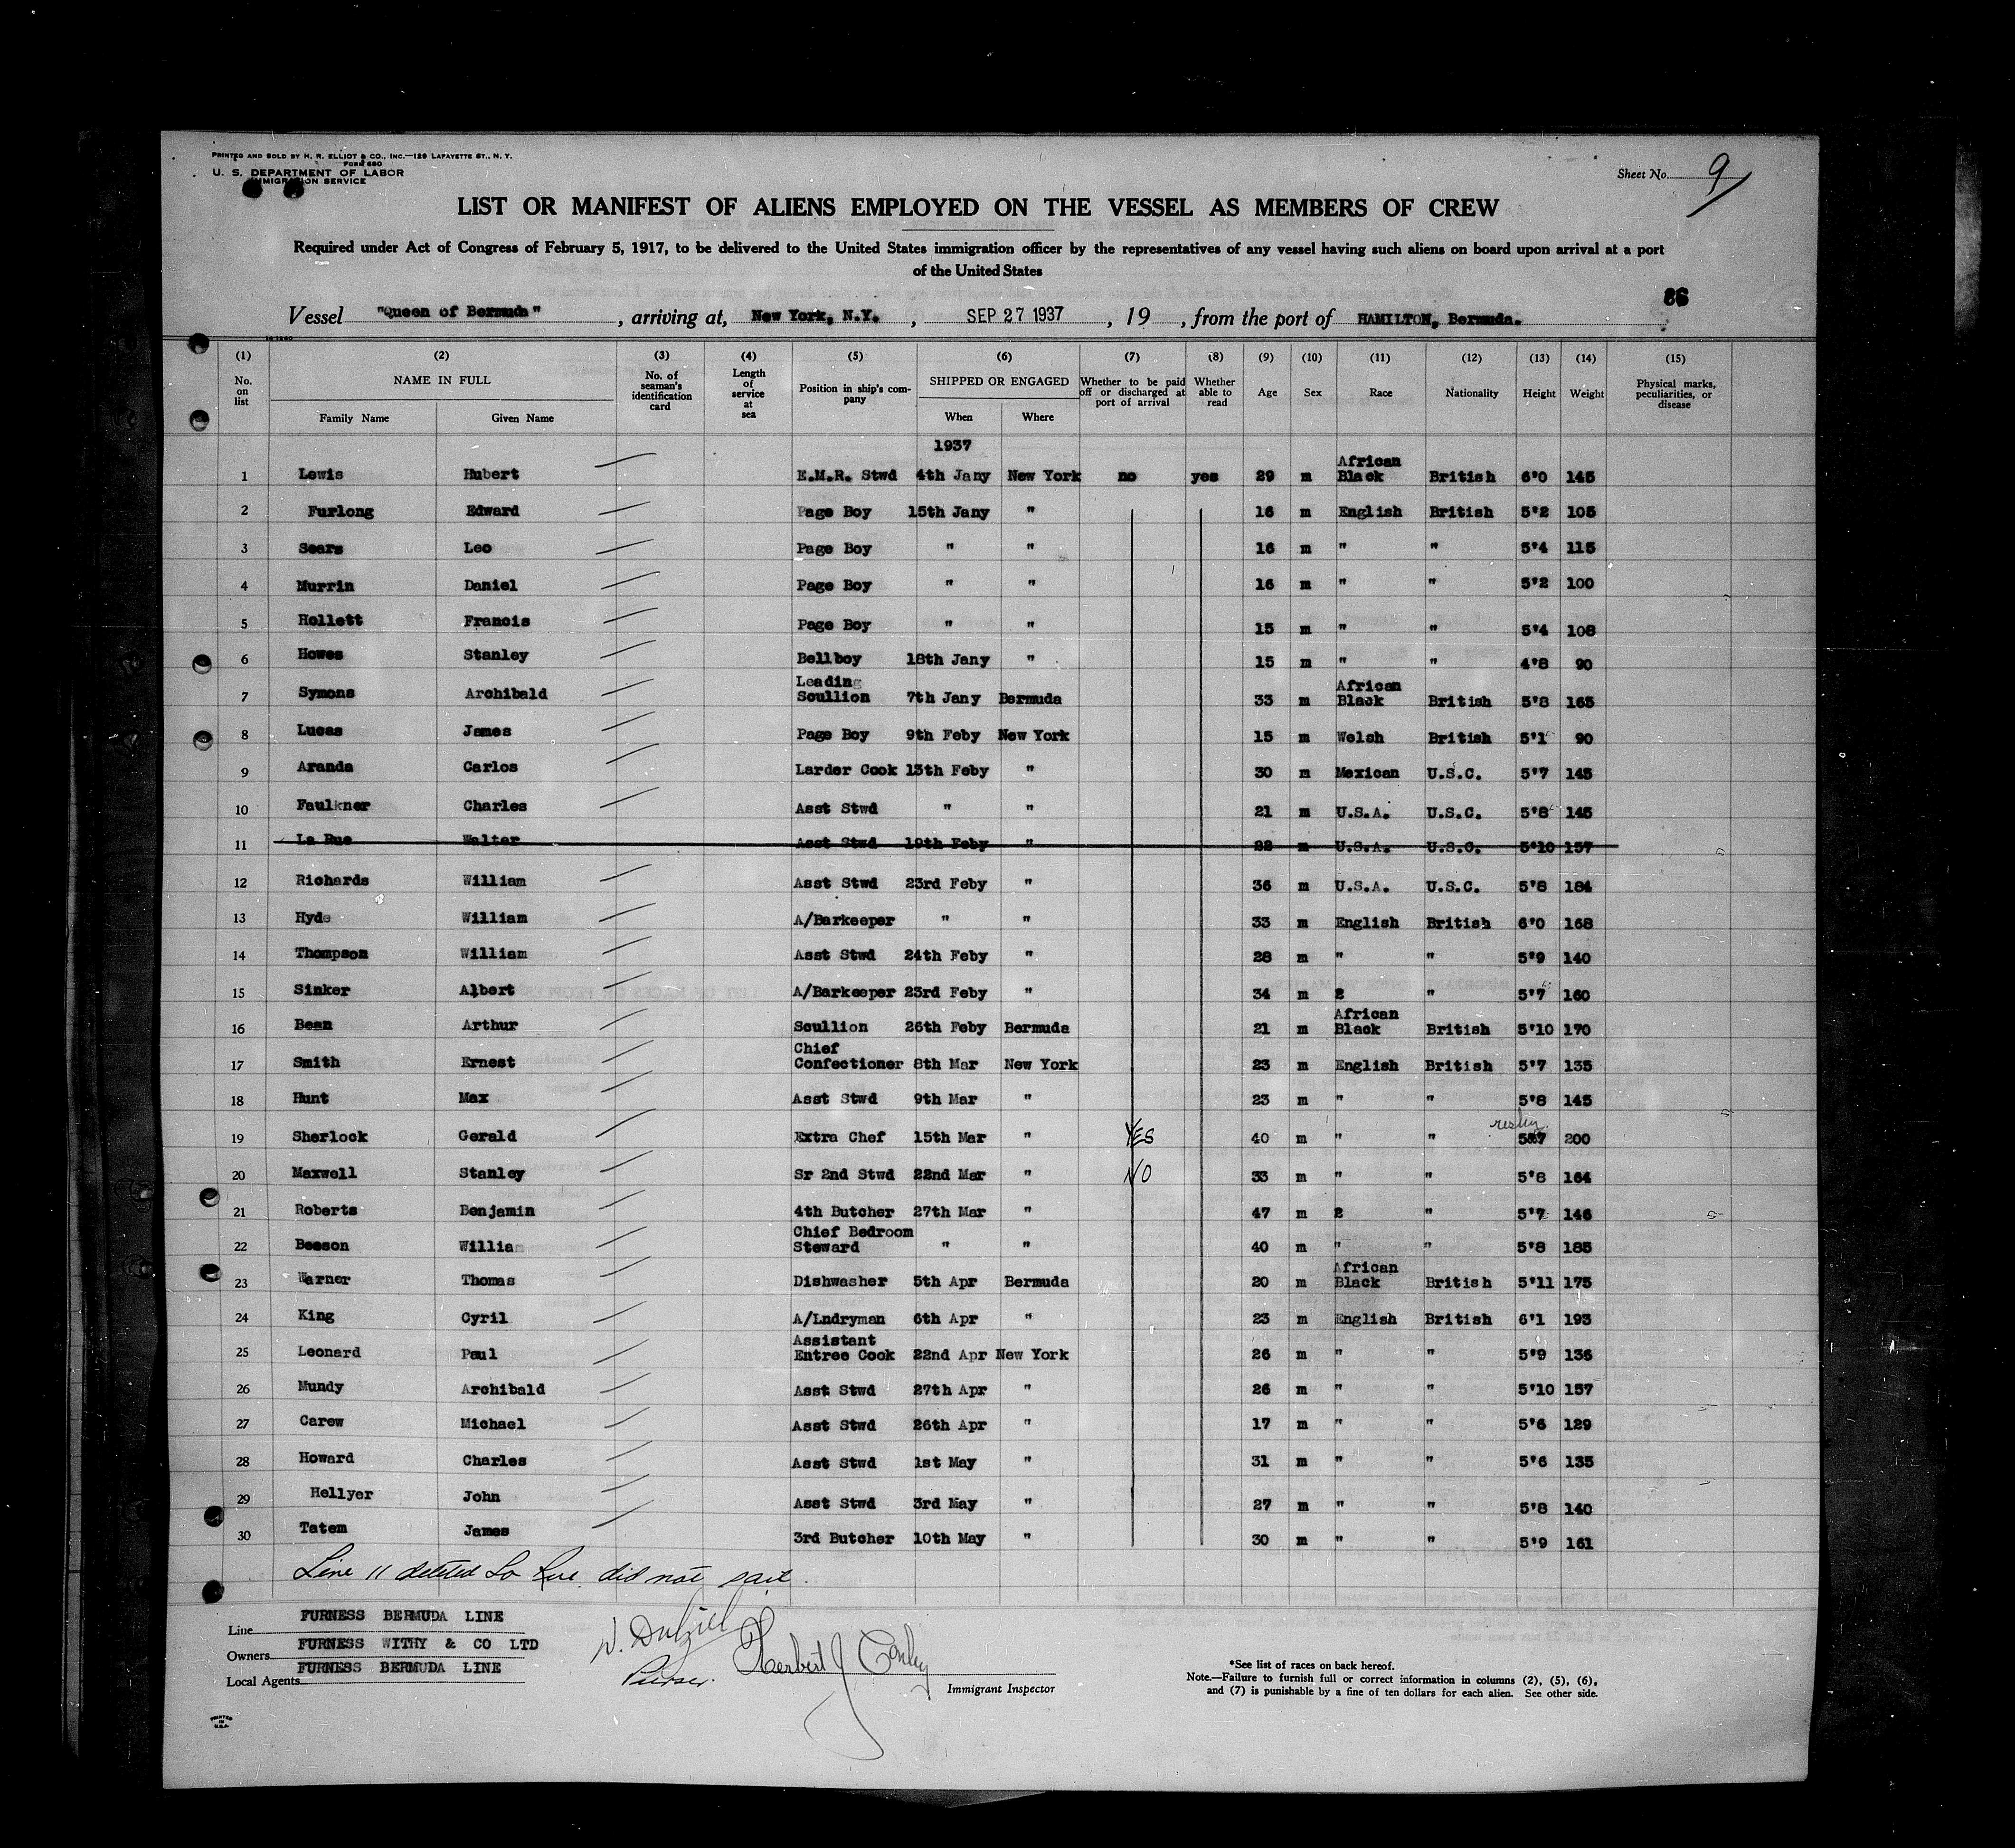 PRINTED AND SOLD BY H. R. ELLIOT & CO., INC.—129 LAFAYETTE ST., N. Y.
FORM 680
U. S. DEPARTMENT OF LABOR
IMMIGRATION SERVICE
Sheet No. 9
LIST OR MANIFEST OF ALIENS EMPLOYED ON THE VESSEL AS MEMBERS OF CREW
Required under Act of Congress of February 5, 1917, to be delivered to the United States immigration officer by the representatives of any vessel having such aliens on board upon arrival at a port
of the United States
86
Vessel "Queen of Bermuda", arriving at, New York, N.Y., SEP 27 1937, 19 , from the port of HAMILTON, Bermuda.
(1) (2) (3) (4) (5) (6) (7) (8) (9) (10) (11) (12) (13) (14) (15)
No. on list NAME IN FULL Family Name Given Name No. of seaman's identification card Length of service at sea Position in ship's company SHIPPED OR ENGAGED When Where Whether to be paid off or discharged at port of arrival Whether able to read Age Sex Race Nationality Height Weight Physical marks, peculiarities, or disease
1937
1 Lewis Hubert E.M.R. Stwd 4th Jany New York no yes 29 m African Black British 6'0 145
2 Furlong Edward Page Boy 15th Jany " 16 m English British 5'2 105
3 Sears Leo Page Boy " " 16 m " " 5'4 115
4 Murrin Daniel Page Boy " " 16 m " " 5'2 100
5 Hollett Francis Page Boy " " 15 m " " 5'4 108
6 Howes Stanley Bellboy 18th Jany " 15 m " " 4'8 90
7 Symons Archibald Leading Scullion 7th Jany Bermuda 33 m African Black British 5'8 165
8 Lucas James Page Boy 9th Feby New York 15 m Welsh British 5'1 90
9 Aranda Carlos Larder Cook 13th Feby " 30 m Mexican U.S.C. 5'7 145
10 Faulkner Charles Asst Stwd " " 21 m U.S.A. U.S.C. 5'8 145
11 La Rue Walter Asst Stwd 19th Feby " 22 m U.S.A. U.S.C. 5'10 157
12 Richards William Asst Stwd 23rd Feby " 36 m U.S.A. U.S.C. 5'8 184
13 Hyde William A/Barkeeper " " 33 m English British 6'0 168
14 Thompson William Asst Stwd 24th Feby " 28 m " " 5'9 140
15 Sinker Albert A/Barkeeper 23rd Feby " 34 m 2 " 5'7 160
16 Bean Arthur Scullion 26th Feby Bermuda 21 m African Black British 5'10 170
17 Smith Ernest Chief Confectioner 8th Mar New York 23 m English British 5'7 135
18 Hunt Max Asst Stwd 9th Mar " 23 m " " 5'8 145
19 Sherlock Gerald Extra Chef 15th Mar " YES 40 m " " 5'7 200
20 Maxwell Stanley Sr 2nd Stwd 22nd Mar " NO 33 m " " 5'8 164
21 Roberts Benjamin 4th Butcher 27th Mar " 47 m 2 " 5'7 146
22 Beeson Willia Chief Bedroom Steward " " 40 m " " 5'8 185
23 Warner Thomas Dishwasher 5th Apr Bermuda 20 m African Black British 5'11 175
24 King Cyril A/Lndryman 6th Apr " 23 m English British 6'1 193
25 Leonard Paul Assistant Entree Cook 22nd Apr New York 26 m " " 5'9 136
26 Mundy Archibald Asst Stwd 27th Apr " 26 m " " 5'10 157
27 Carew Michael Asst Stwd 26th Apr " 17 m " " 5'6 129
28 Howard Charles Asst Stwd 1st May " 31 m " " 5'6 135
29 Hellyer John Asst Stwd 3rd May " 27 m " " 5'8 140
30 Tatem James 3rd Butcher 10th May " 30 m " " 5'9 161
Line 11 deleted La Rue did not sail.
Line FURNESS BERMUDA LINE
Owners FURNESS WITHY & CO LTD
Local Agents FURNESS BERMUDA LINE
Purser.
Herbert J Conley
Immigrant Inspector
*See list of races on back hereof.
Note.—Failure to furnish full or correct information in columns (2), (5), (6),
and (7) is punishable by a fine of ten dollars for each alien. See other side.
PRINTED IN U.S.A.